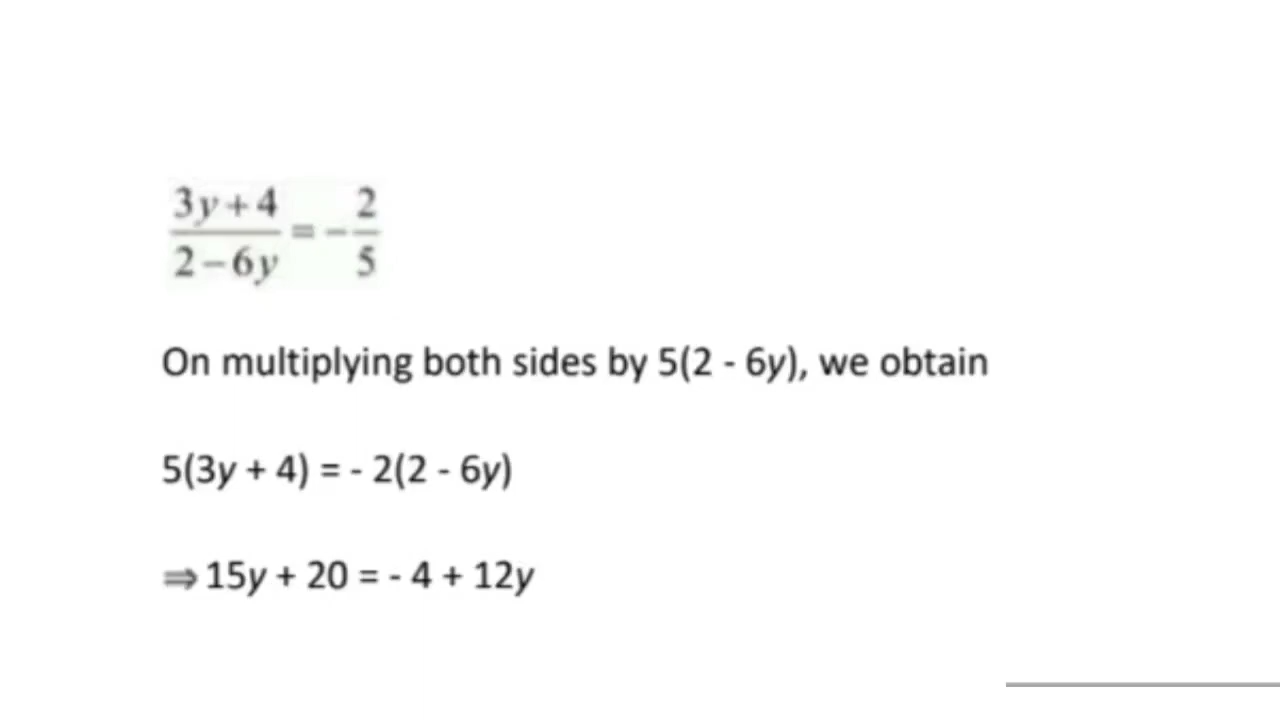 3y+4/2-6y = -2/5
On multiplying both sides by 5(2 - 6y), we obtain
5(3y + 4) = - 2(2 - 6y)
⇒ 15y + 20 = - 4 + 12y